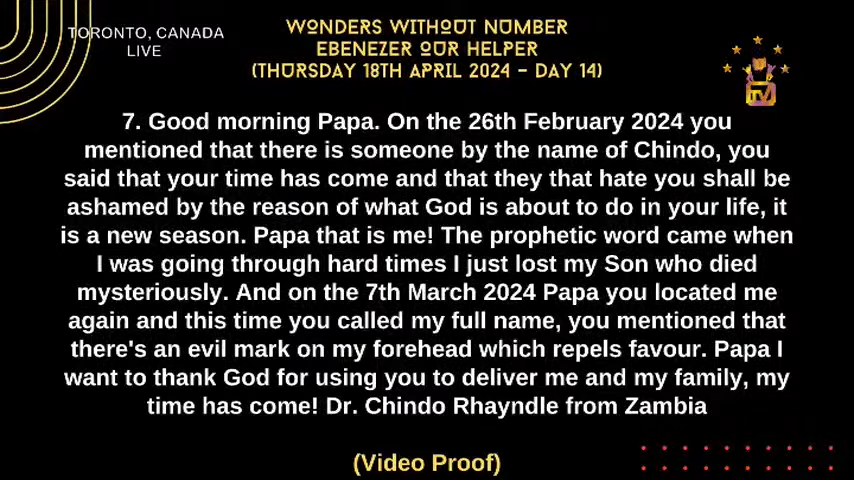 TORONTO, CANADA
LIVE
WONDERS WITHOUT NUMBER
EBENEZER OUR HELPER
(THURSDAY 18TH APRIL 2024 - DAY 14)
TV
7. Good morning Papa. On the 26th February 2024 you
mentioned that there is someone by the name of Chindo, you
said that your time has come and that they that hate you shall be
ashamed by the reason of what God is about to do in your life, it
is a new season. Papa that is me! The prophetic word came when
I was going through hard times I just lost my Son who died
mysteriously. And on the 7th March 2024 Papa you located me
again and this time you called my full name, you mentioned that
there's an evil mark on my forehead which repels favour. Papa I
want to thank God for using you to deliver me and my family, my
time has come! Dr. Chindo Rhayndle from Zambia
(Video Proof)